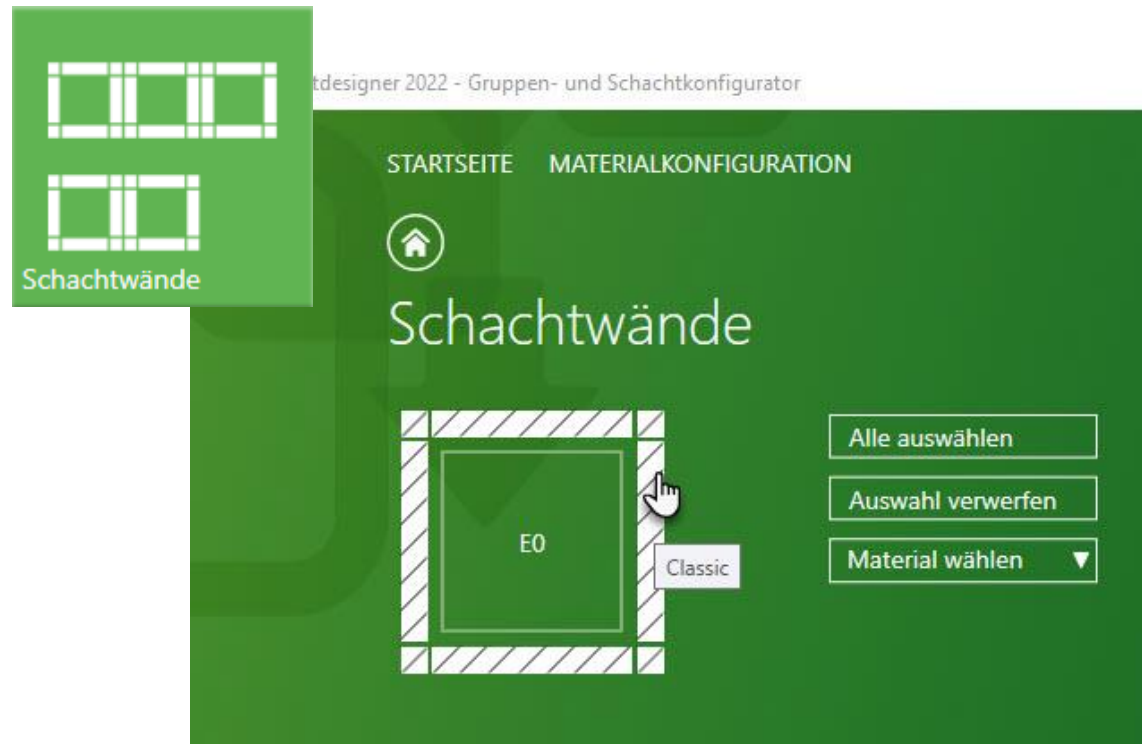 Schachtwände
tdesigner 2022 - Gruppen- und Schachtkonfigurator
STARTSEITE MATERIALKONFIGURATION
Schachtwände
E0
Classic
Alle auswählen
Auswahl verwerfen
Material wählen